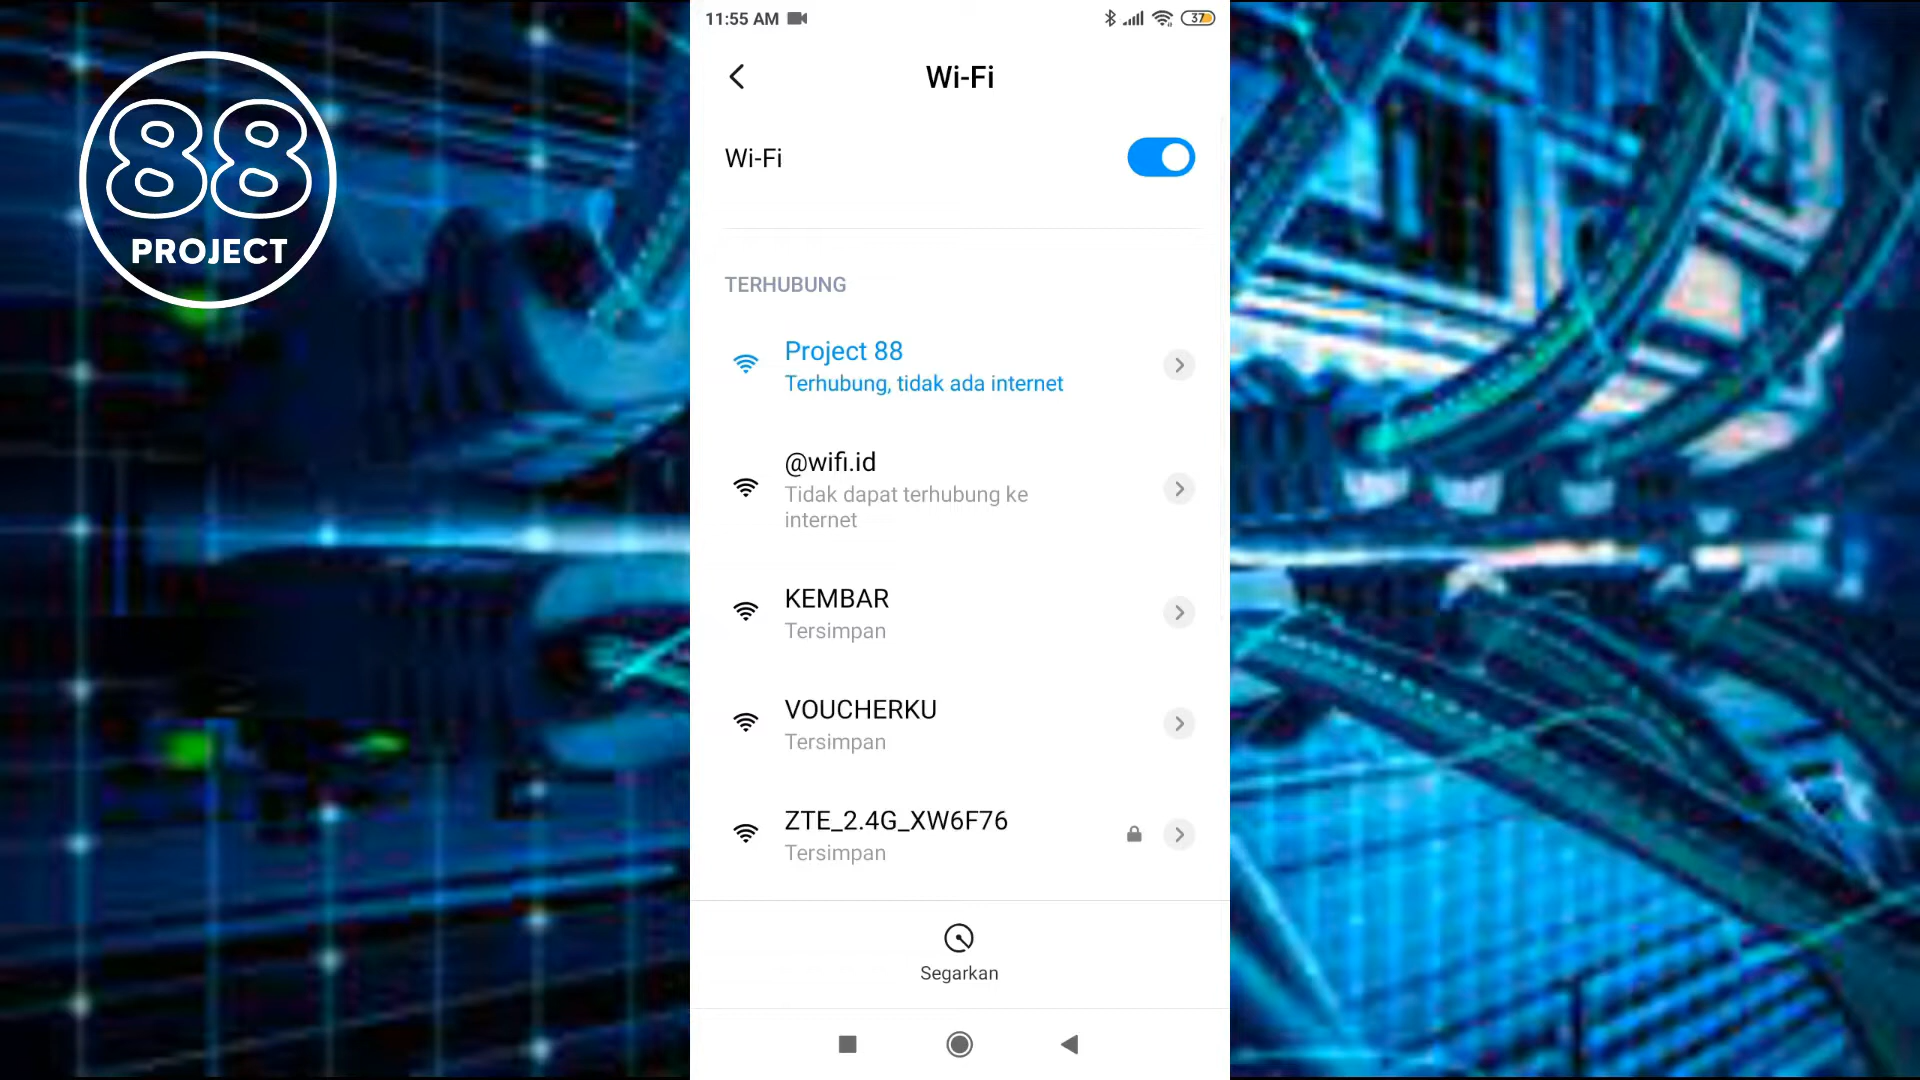 88
PROJECT
11:55 AM
37
Wi-Fi
Wi-Fi
TERHUBUNG
Project 88
Terhubung, tidak ada internet
@wifi.id
Tidak dapat terhubung ke
internet
KEMBAR
Tersimpan
VOUCHERKU
Tersimpan
ZTE_2.4G_XW6F76
Tersimpan
Segarkan